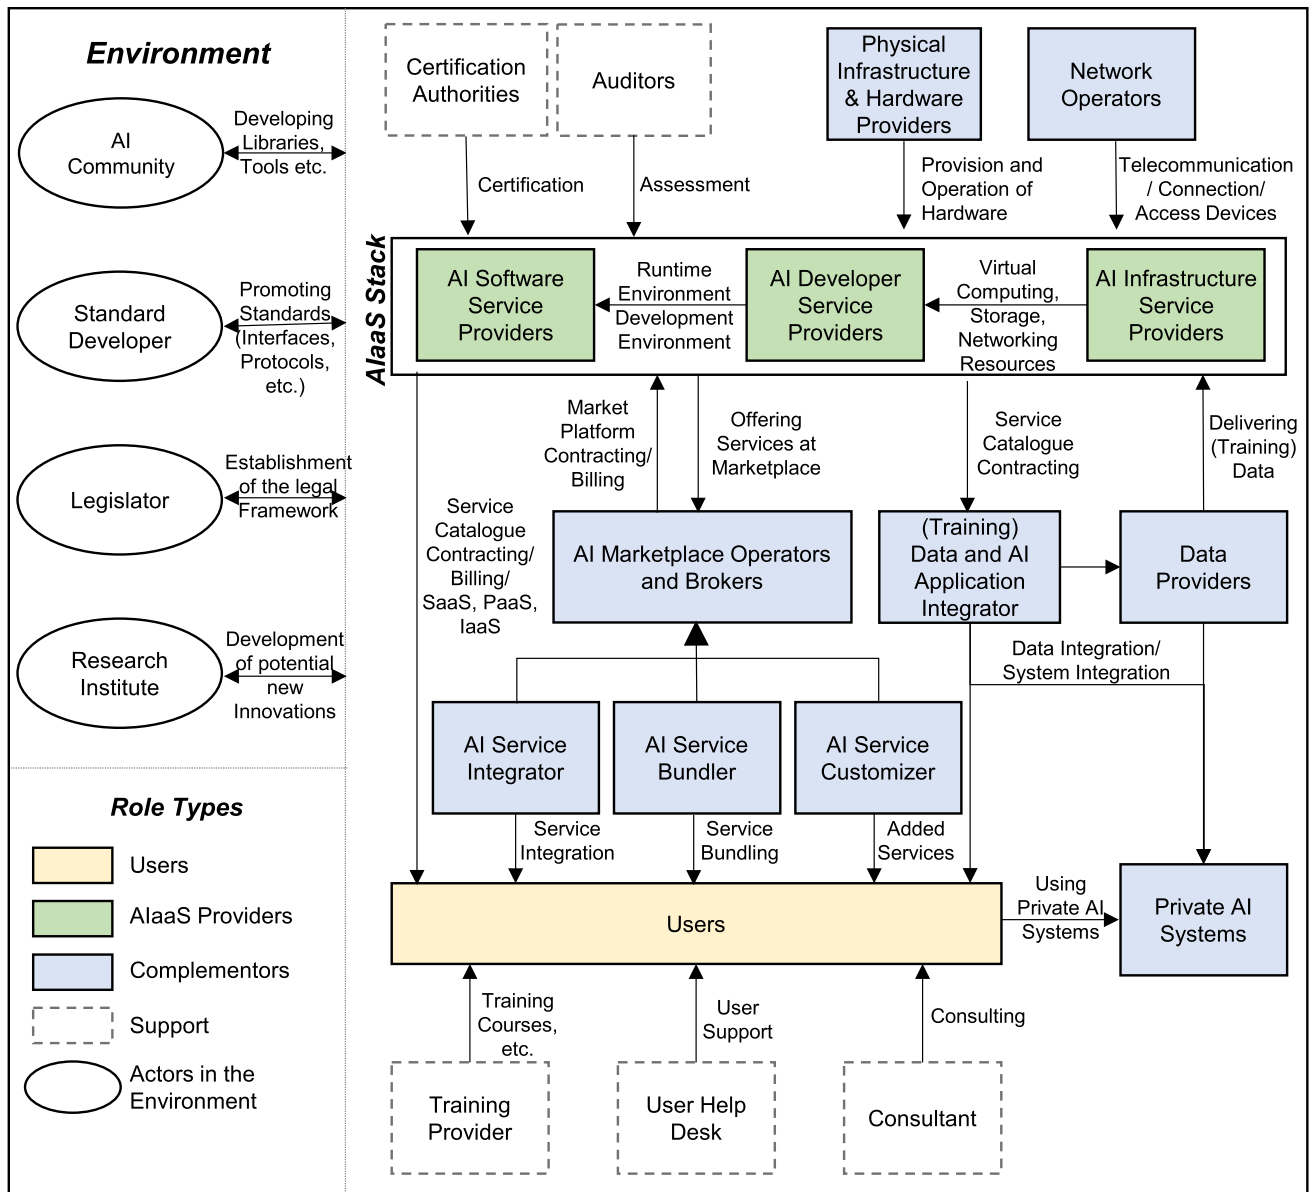 Environment
AI
Community
Developing
Libraries,
Tools etc.
Standard
Developer
Promoting
Standards
(Interfaces,
Protocols,
etc.)
Legislator
Establishment
of the legal
Framework
Research
Institute
Development
of potential
new
Innovations
Role Types
Users
AIaaS Providers
Complementors
Support
Actors in the
Environment
Certification
Authorities
Auditors
Physical
Infrastructure
& Hardware
Providers
Network
Operators
Certification
Assessment
Provision and
Operation of
Hardware
Telecommunication
/ Connection/
Access Devices
AIaaS Stack
AI Software
Service
Providers
Runtime
Environment
Development
Environment
AI Developer
Service
Providers
Virtual
Computing,
Storage,
Networking
Resources
AI Infrastructure
Service
Providers
Market
Platform
Contracting/
Billing
Offering
Services at
Marketplace
Service
Catalogue
Contracting
Delivering
(Training)
Data
Service
Catalogue
Contracting/
Billing/
SaaS, PaaS,
IaaS
AI Marketplace Operators
and Brokers
(Training)
Data and AI
Application
Integrator
Data
Providers
Data Integration/
System Integration
AI Service
Integrator
AI Service
Bundler
AI Service
Customizer
Service
Integration
Service
Bundling
Added
Services
Users
Using
Private AI
Systems
Private AI
Systems
Training
Courses,
etc.
User
Support
Consulting
Training
Provider
User Help
Desk
Consultant